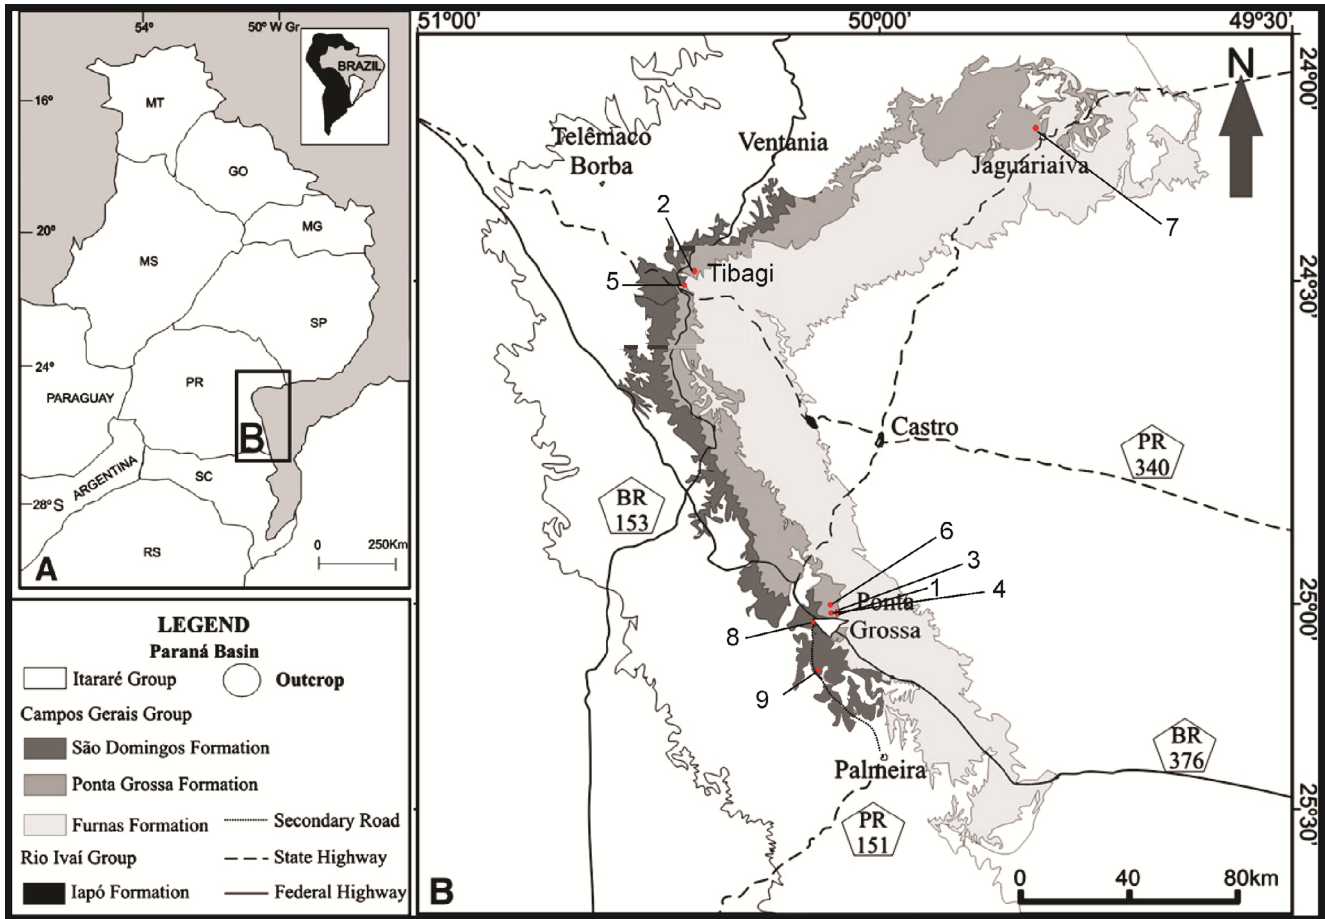 54°
50° W Gr
BRAZIL
16°
MT
GO
20°
MG
MS
SP
24°
PR
PARAGUAY
B
ARGENTINA
SC
28° S
RS
0 250Km
A
LEGEND
Paraná Basin
Itararé Group
Outcrop
Campos Gerais Group
São Domingos Formation
Ponta Grossa Formation
Furnas Formation
Secondary Road
Rio Ivaí Group
State Highway
Iapó Formation
Federal Highway
51°00'
50°00'
49°30'
24°00'
24°30'
25°00'
25°30'
N
Telêmaco
Borba
Ventania
Jaguáriaíva
7
2
Tibagi
5
Castro
PR
340
BR
153
6
3
1
4
Ponta
Grossa
8
9
Palmeira
BR
376
PR
151
B
0 40 80km